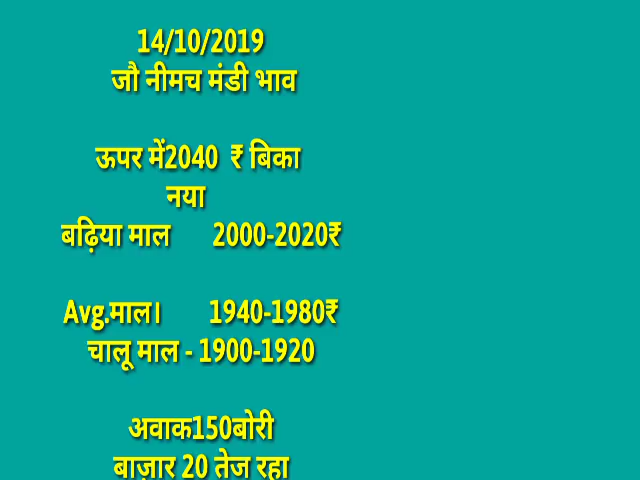 14/10/2019
जौ नीमच मंडी भाव
ऊपर में2040 ₹ बिका
नया
बढ़िया माल 2000-2020₹
Avg.माल। 1940-1980₹
चालू माल - 1900-1920
अवाक150बोरी
बाज़ार 20 तेज रहा